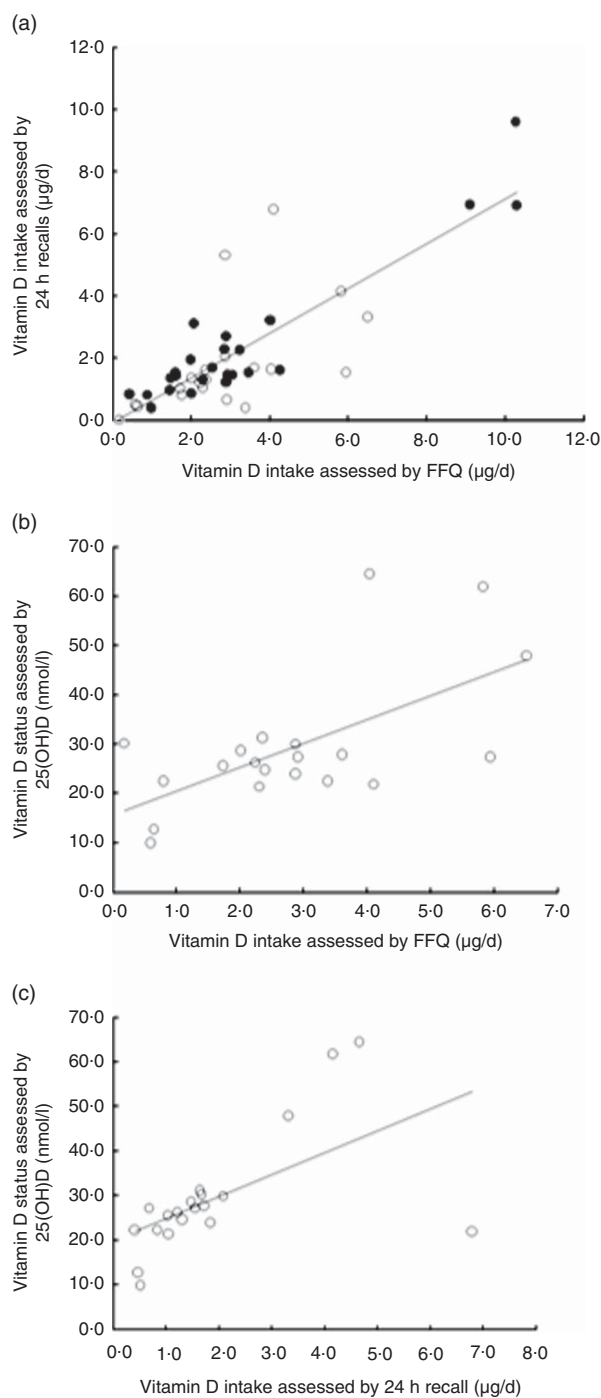 (a)
12·0
10·0
8·0
6·0
4·0
2·0
0·0
0·0 2·0 4·0 6·0 8·0 10·0 12·0
Vitamin D intake assessed by
24 h recalls (µg/d)
Vitamin D intake assessed by FFQ (µg/d)
(b)
70·0
60·0
50·0
40·0
30·0
20·0
10·0
0·0
0·0 1·0 2·0 3·0 4·0 5·0 6·0 7·0
Vitamin D status assessed by
25(OH)D (nmol/l)
Vitamin D intake assessed by FFQ (µg/d)
(c)
70·0
60·0
50·0
40·0
30·0
20·0
10·0
0·0
0·0 1·0 2·0 3·0 4·0 5·0 6·0 7·0 8·0
Vitamin D status assessed by
25(OH)D (nmol/l)
Vitamin D intake assessed by 24 h recall (µg/d)